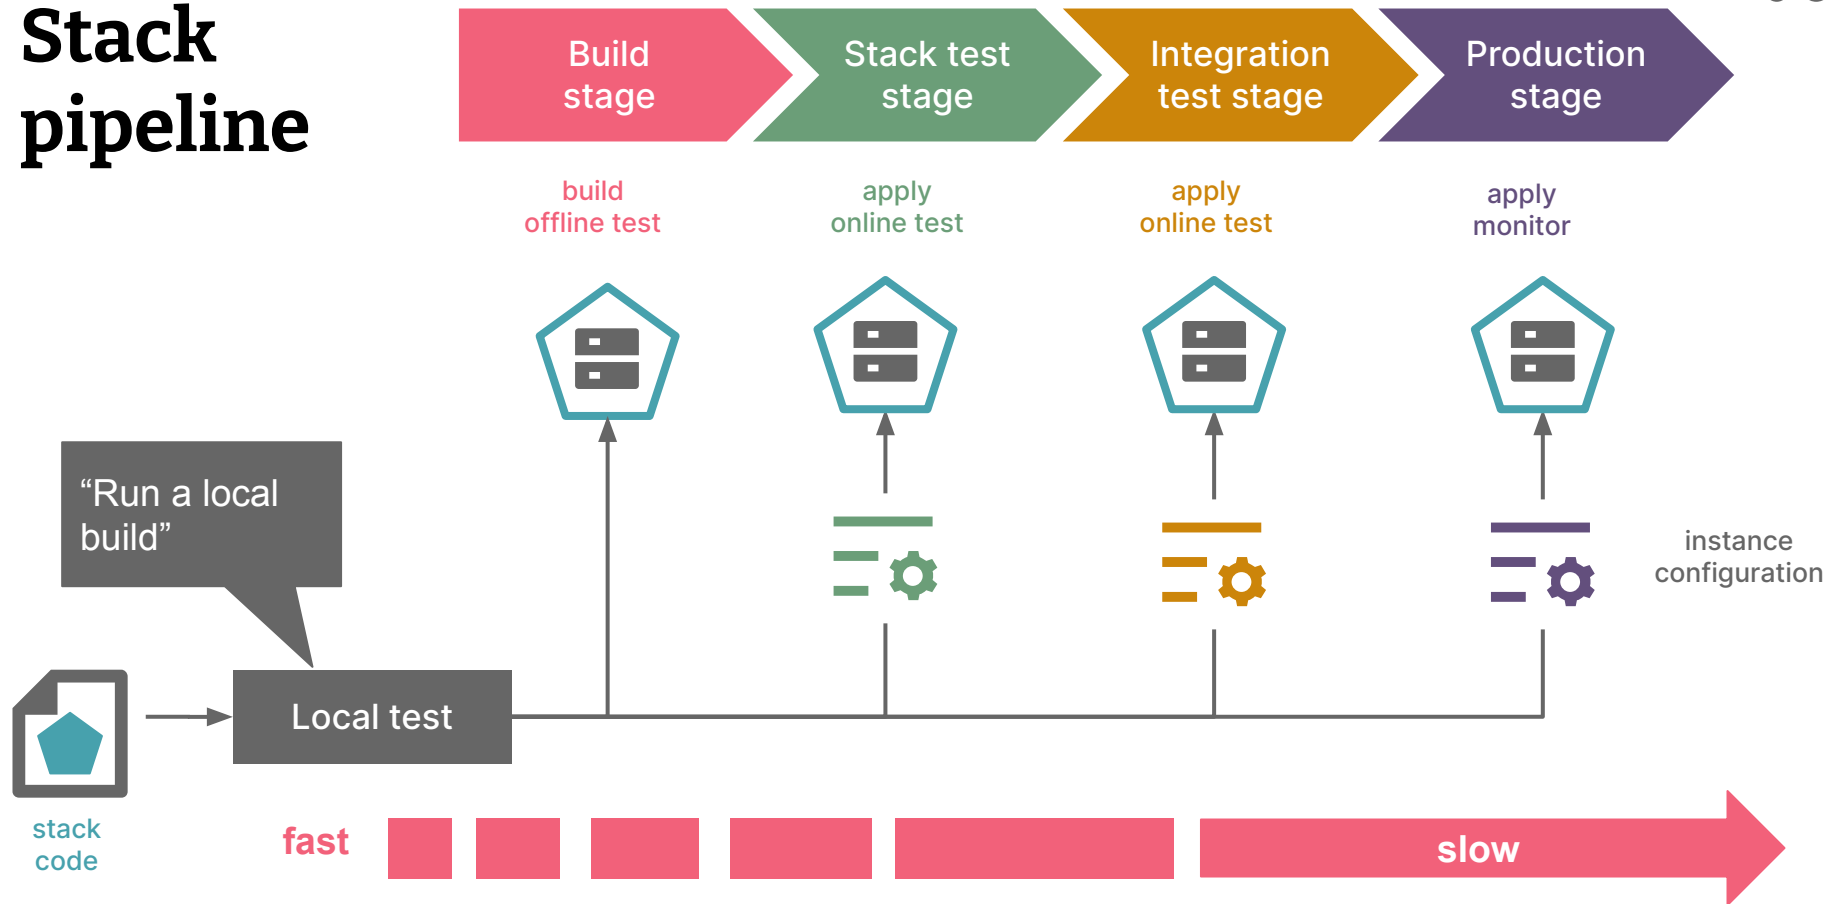 Stack
pipeline
Build
stage
Stack test
stage
Integration
test stage
Production
stage
build
offline test
apply
online test
apply
online test
apply
monitor
“Run a local
build”
instance
configuration
Local test
stack
code
fast
slow